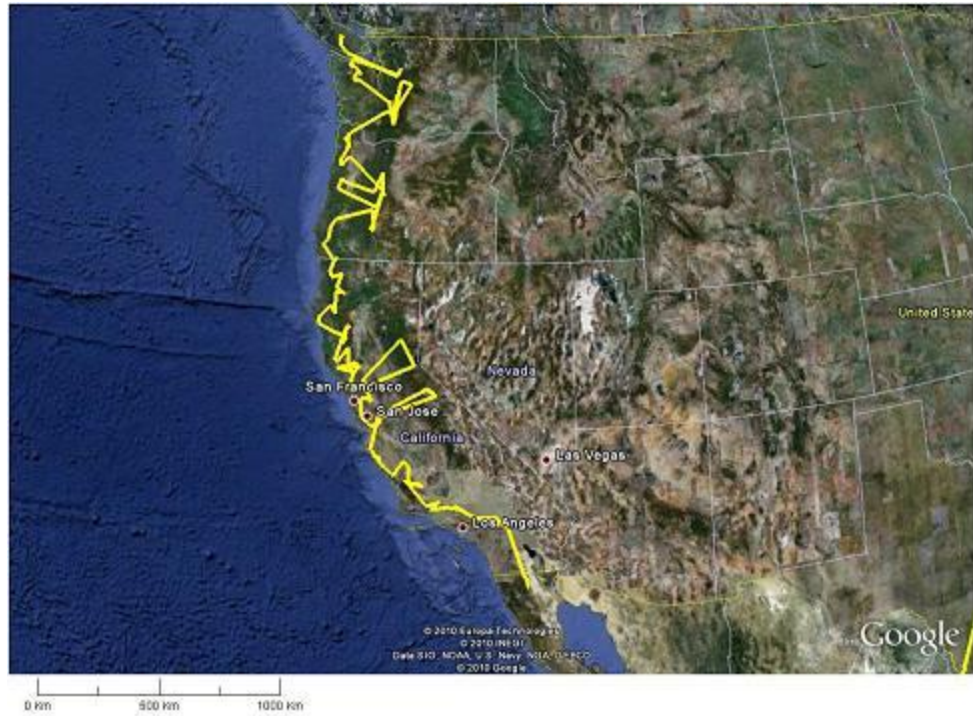 United State
Nevada
San Francisco
San Jose
California
Las Vegas
Los Angeles
© 2010 Europa Technologies
© 2010 INEGI
Data SIO, NOAA, U.S. Navy, NGA, GEBCO
© 2010 Google
Google
0 km 500 km 1000 km